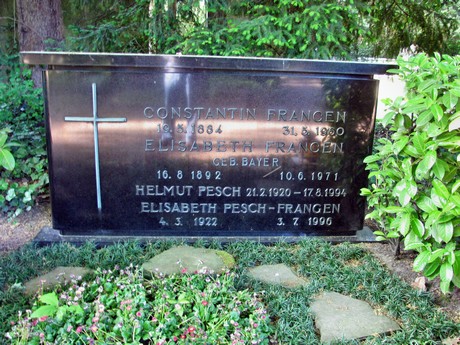 CONSTANTIN FRANGEN
12.5.1884 31.5.1960
ELISABETH FRANGEN
GEB. BAYER
16.8 1892 10.6.1971
HELMUT PESCH 21.2.1920 - 17.8.1994
ELISABETH PESCH-FRANGEN
4.3.1922 3.7.1996